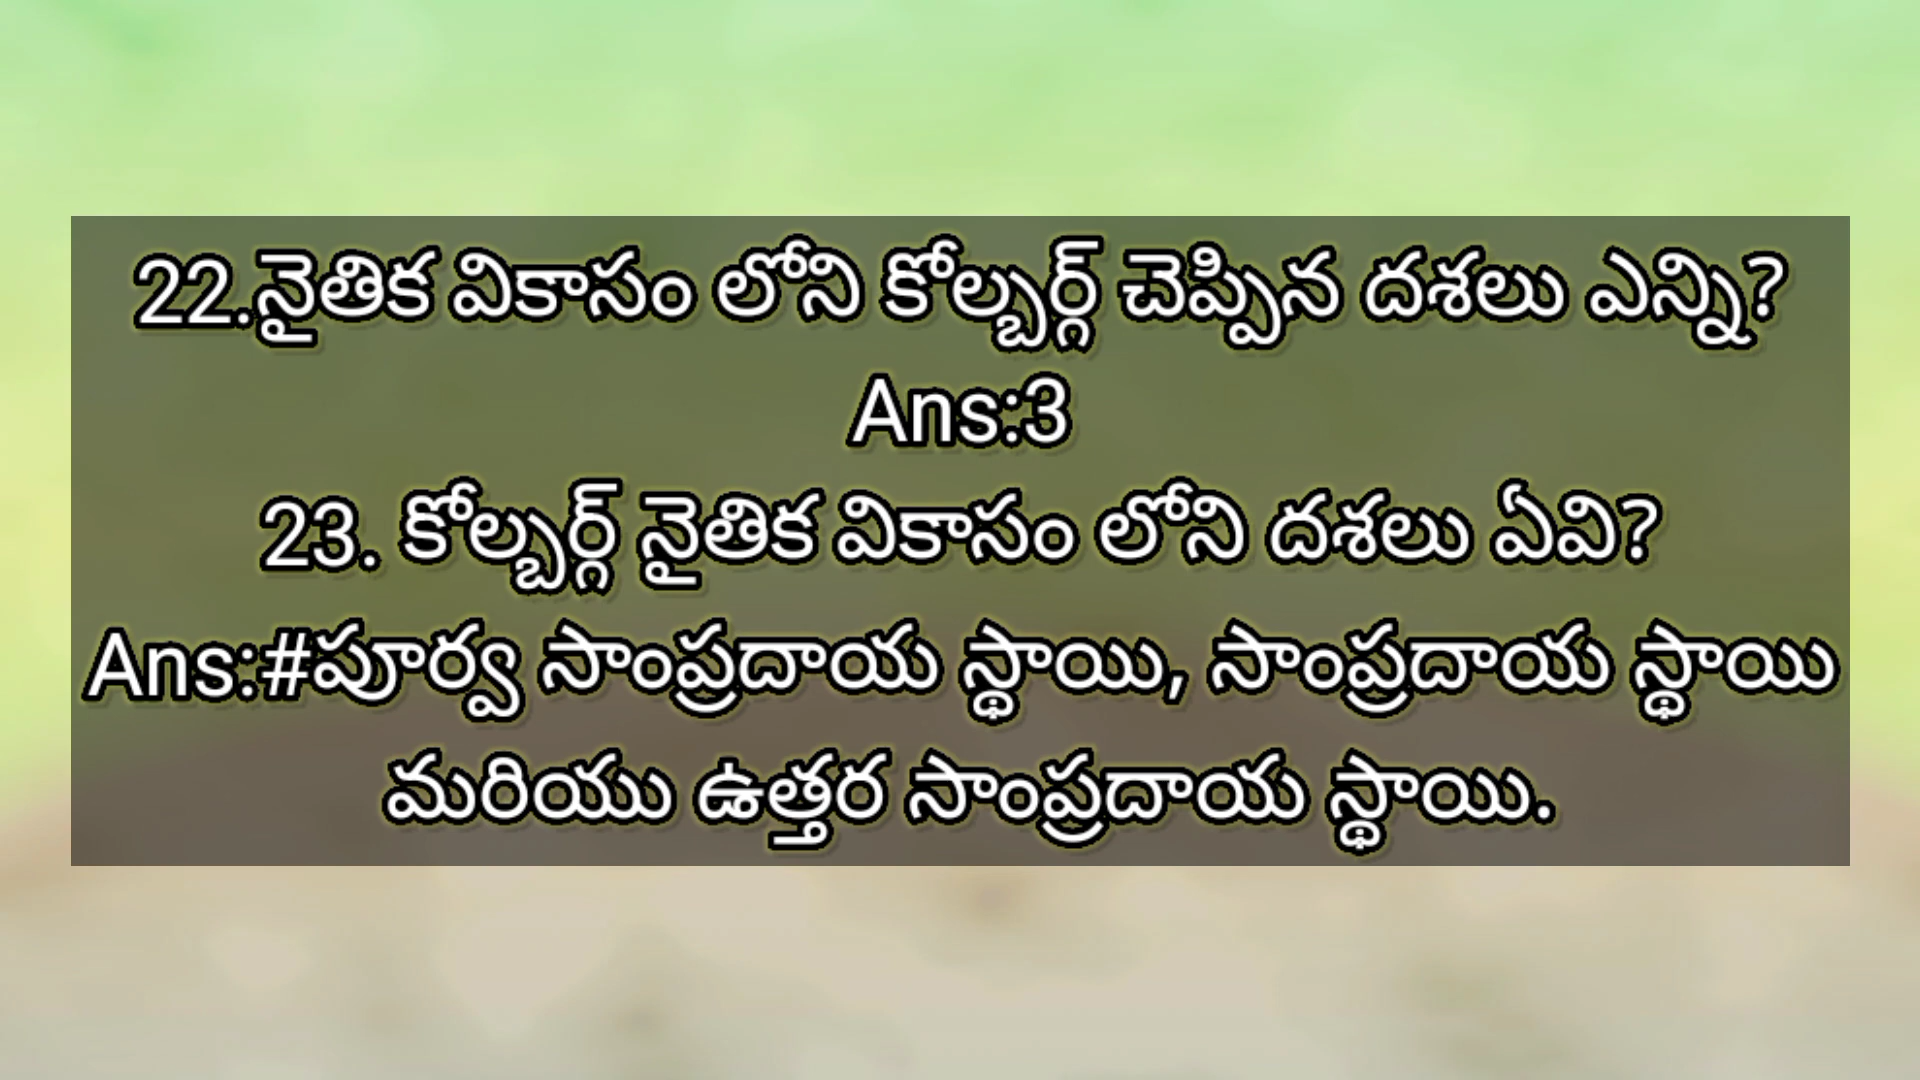 22.నైతిక వికాసం లోని కోల్బర్గ్ చెప్పిన దశలు ఎన్ని?
Ans:3
23. కోల్బర్గ్ నైతిక వికాసం లోని దశలు ఏవి?
Ans:#పూర్వ సాంప్రదాయ స్థాయి, సాంప్రదాయ స్థాయి
మరియు ఉత్తర సాంప్రదాయ స్థాయి.